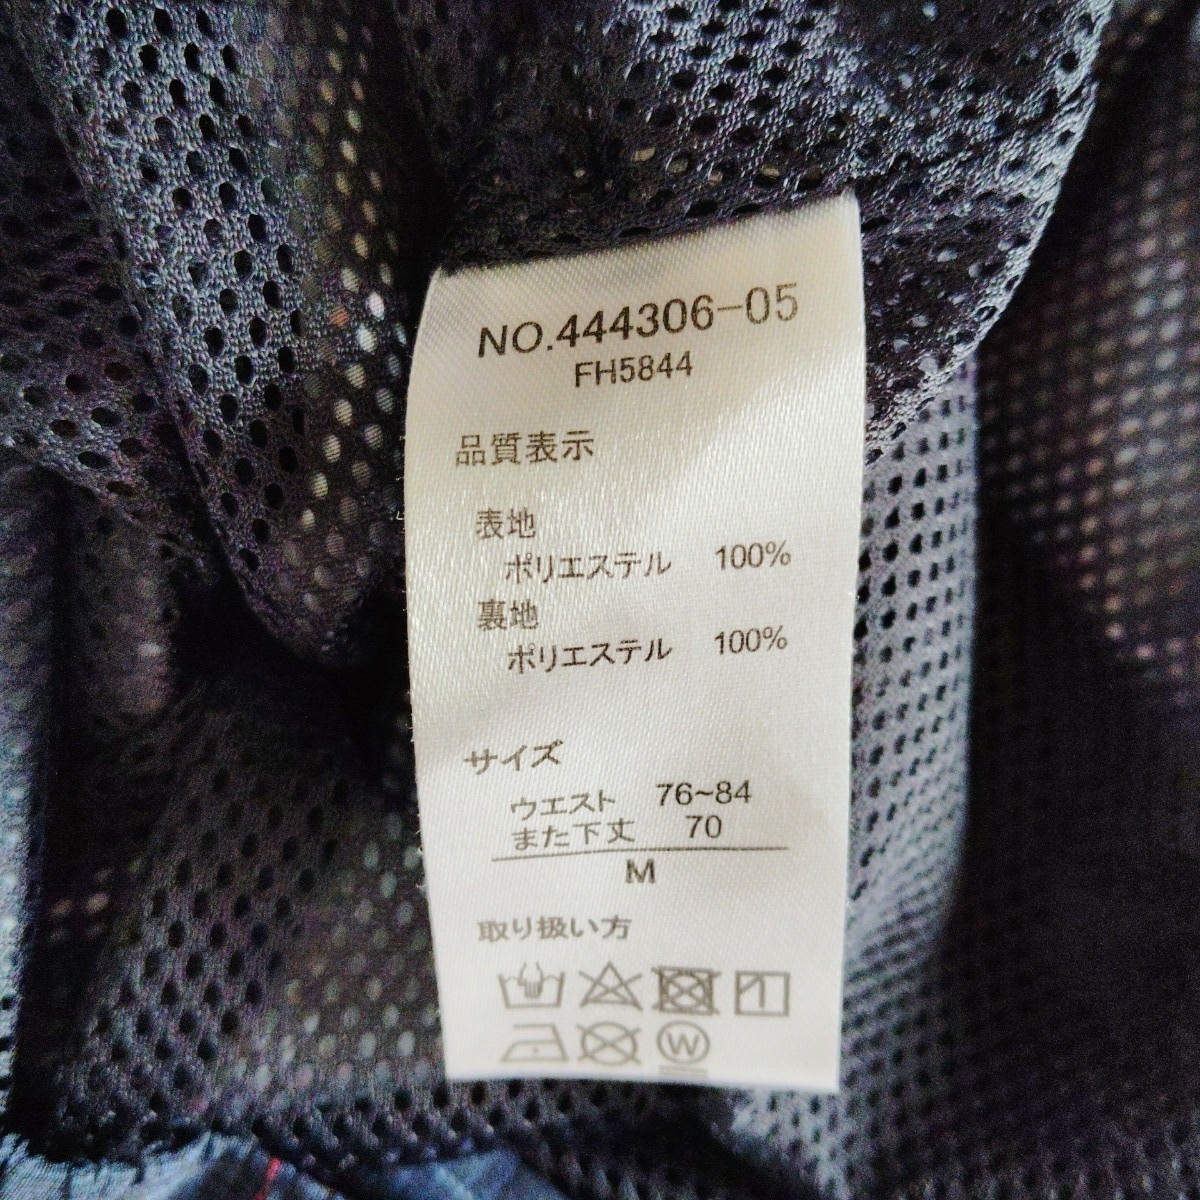 NO.444306-05
FH5844
品質表示
表地
ポリエステル 100%
裏地
ポリエステル 100%
サイズ
ウエスト 76~84
また下丈 70
M
取り扱い方
W